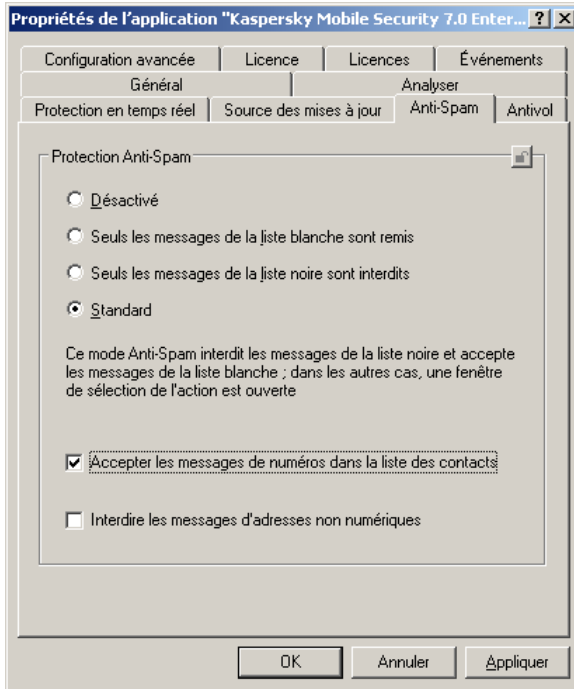 Propriétés de l'application "Kaspersky Mobile Security 7.0 Enter...
Configuration avancée Licence Licences Événements
Général Analyser
Protection en temps réel Source des mises à jour Anti-Spam Antivol
Protection Anti-Spam
Désactivé
Seuls les messages de la liste blanche sont remis
Seuls les messages de la liste noire sont interdits
Standard
Ce mode Anti-Spam interdit les messages de la liste noire et accepte
les messages de la liste blanche ; dans les autres cas, une fenêtre
de sélection de l'action est ouverte
Accepter les messages de numéros dans la liste des contacts
Interdire les messages d'adresses non numériques
OK Annuler Appliquer